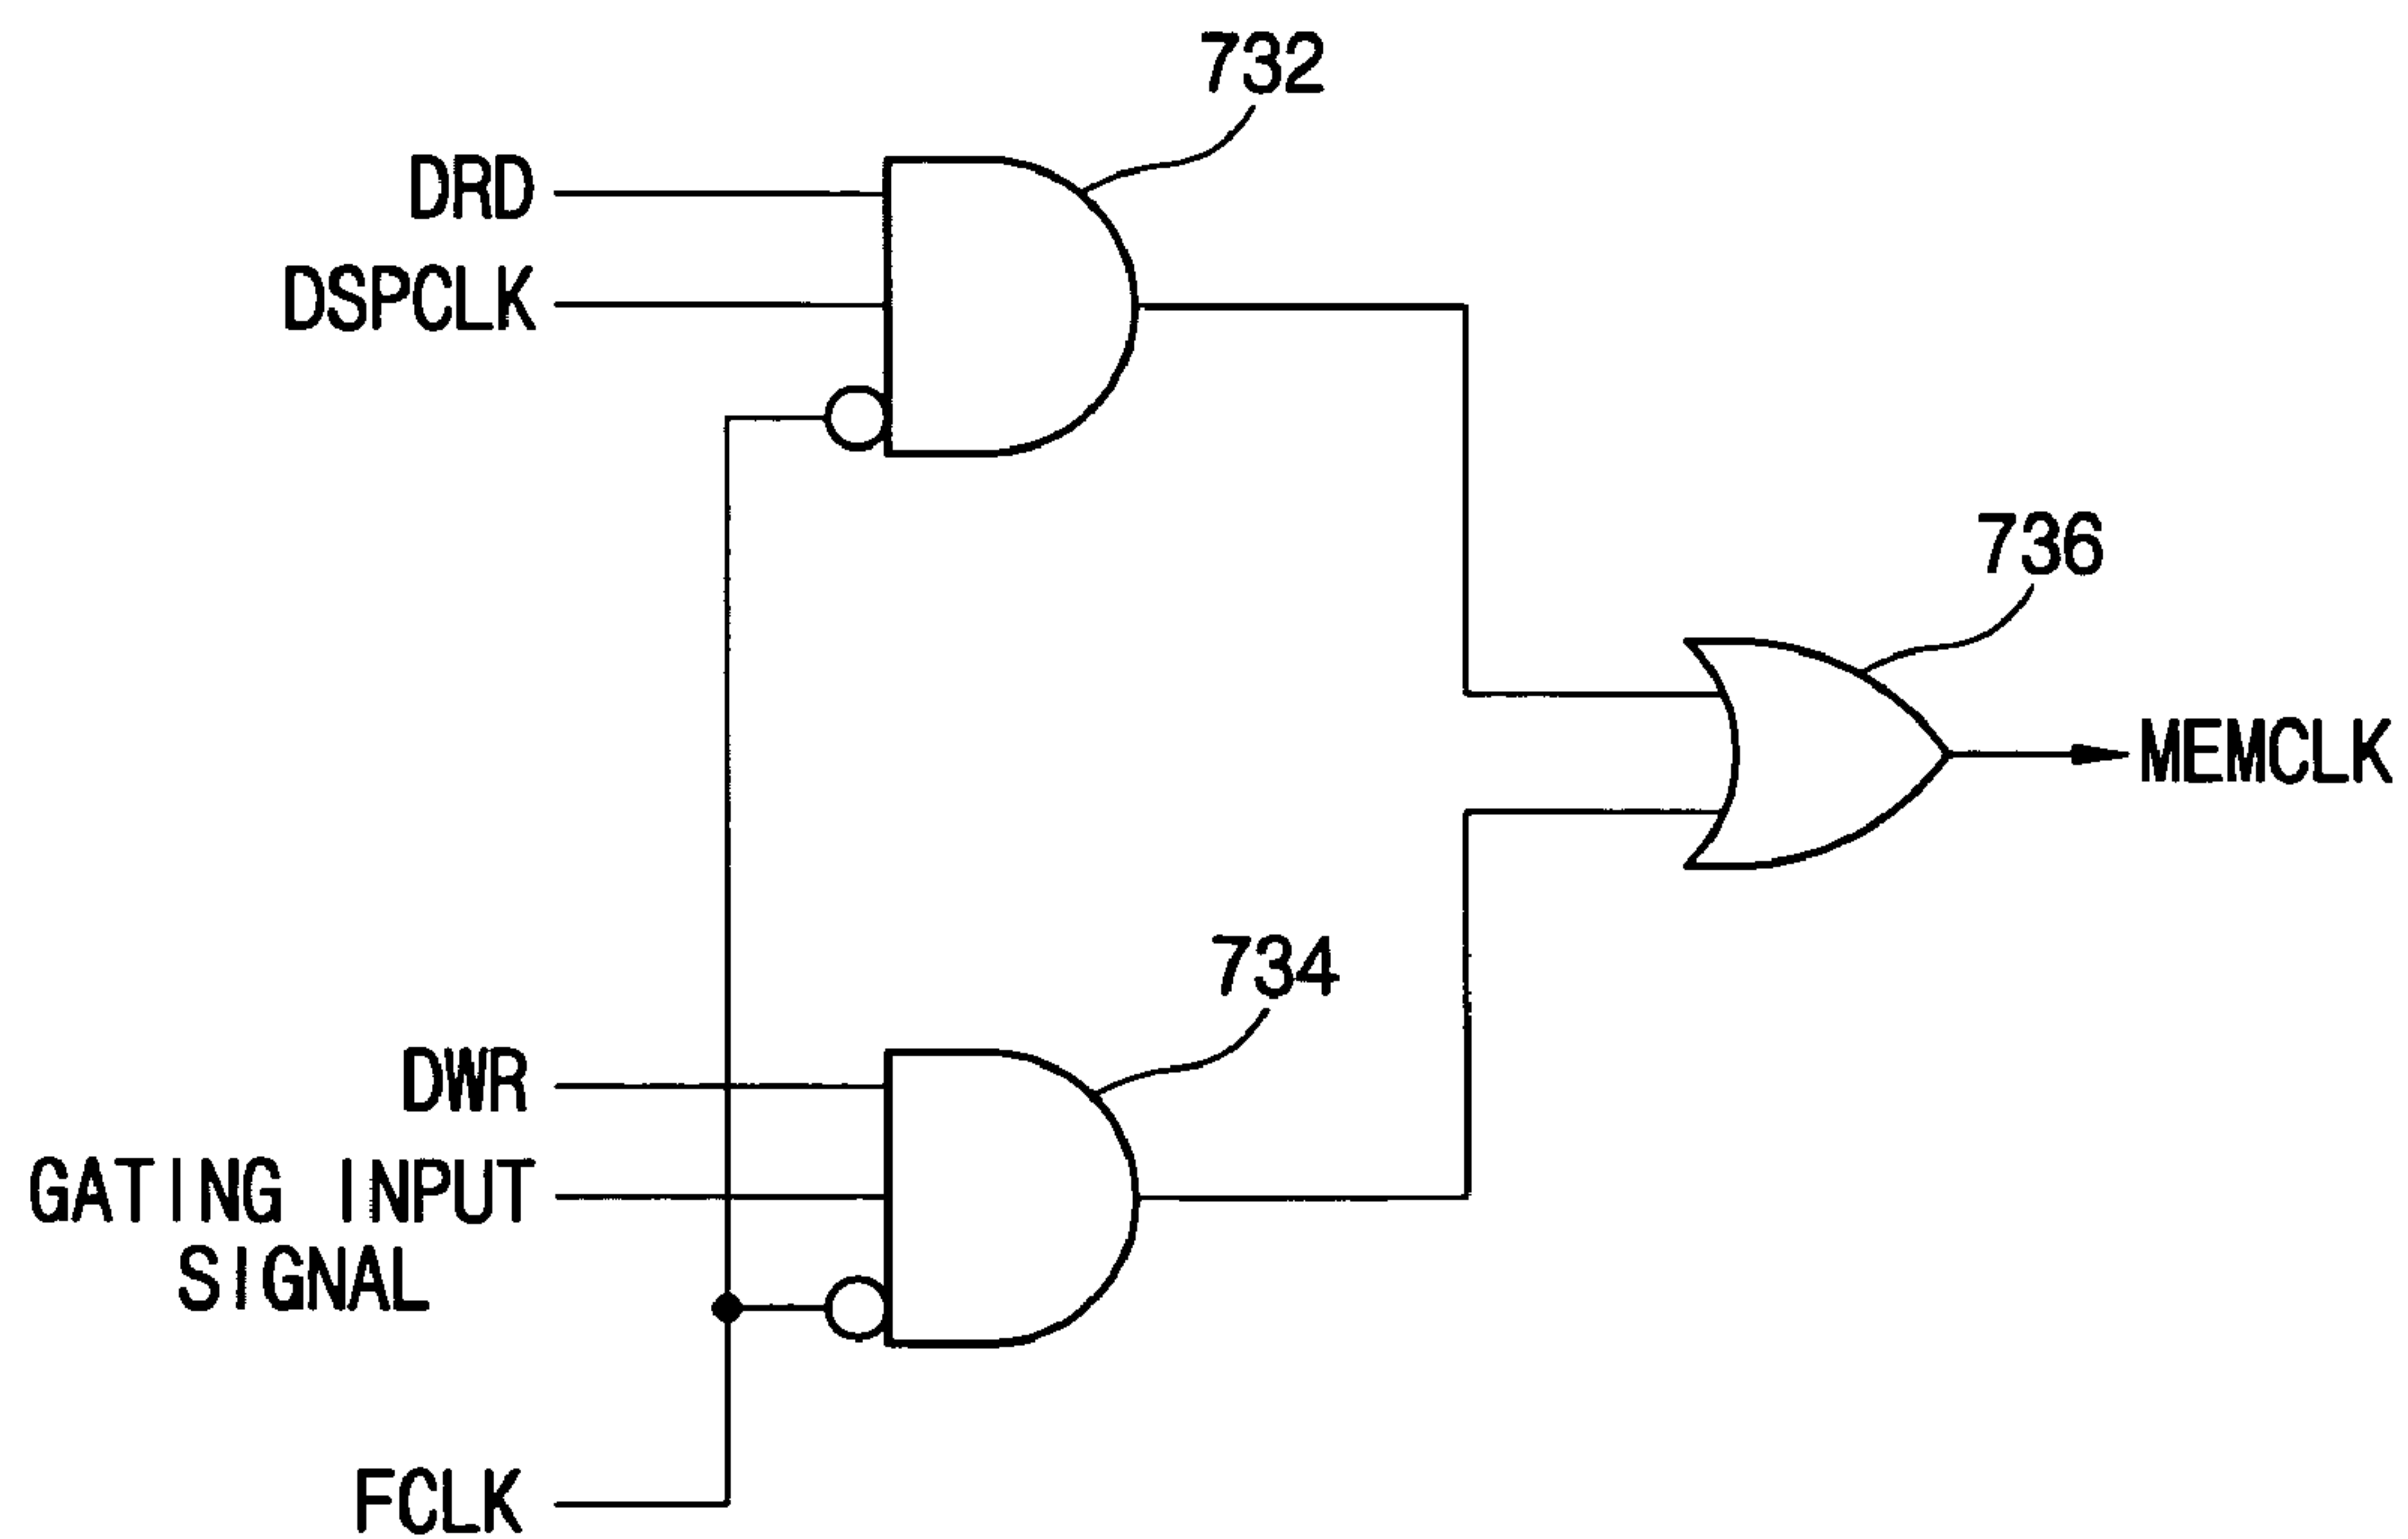 732
DRD
DSPCLK
736
MEMCLK
734
DWR
GATING INPUT
SIGNAL
FCLK